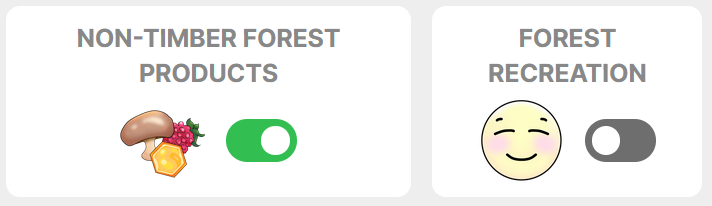 NON-TIMBER FOREST
PRODUCTS
FOREST
RECREATION